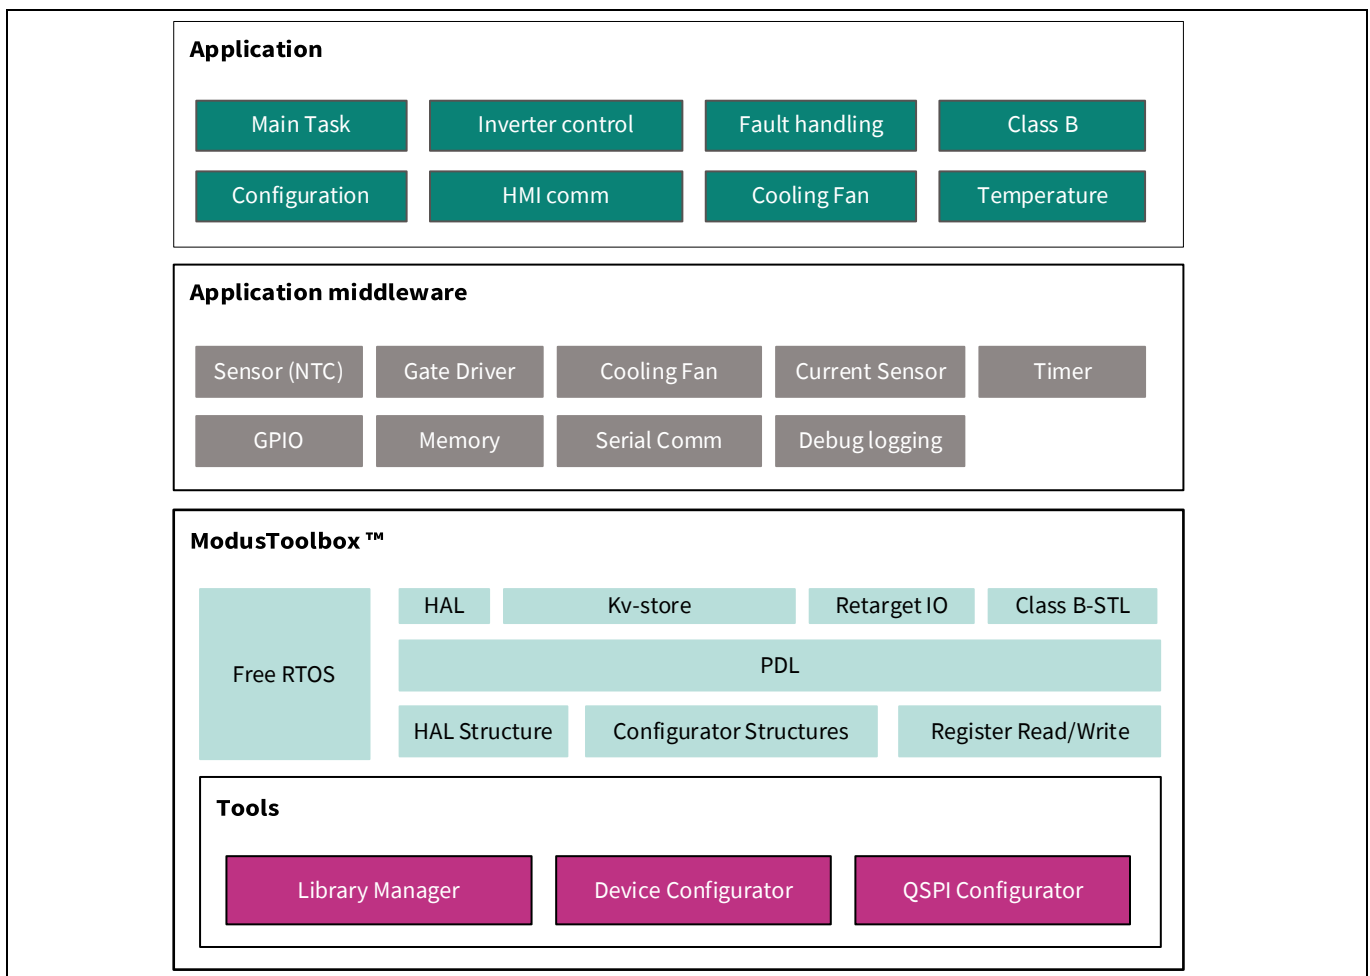 Application
Main Task
Inverter control
Fault handling
Class B
Configuration
HMI comm
Cooling Fan
Temperature
Application middleware
Sensor (NTC)
Gate Driver
Cooling Fan
Current Sensor
Timer
GPIO
Memory
Serial Comm
Debug logging
ModusToolbox ™
Free RTOS
HAL
Kv-store
Retarget IO
Class B-STL
PDL
HAL Structure
Configurator Structures
Register Read/Write
Tools
Library Manager
Device Configurator
QSPI Configurator